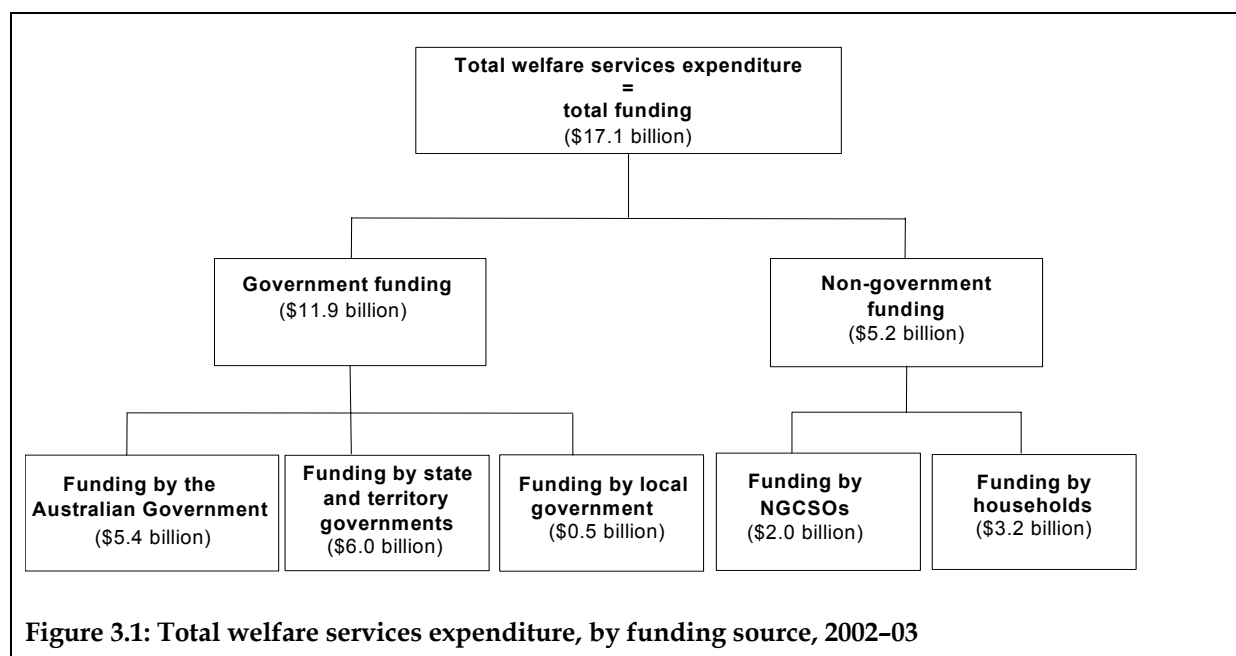 Total welfare services expenditure
=
total funding
($17.1 billion)
Government funding
($11.9 billion)
Non-government
funding
($5.2 billion)
Funding by the
Australian Government
($5.4 billion)
Funding by state
and territory
governments
($6.0 billion)
Funding by local
government
($0.5 billion)
Funding by
NGCSOs
($2.0 billion)
Funding by
households
($3.2 billion)
Figure 3.1: Total welfare services expenditure, by funding source, 2002–03